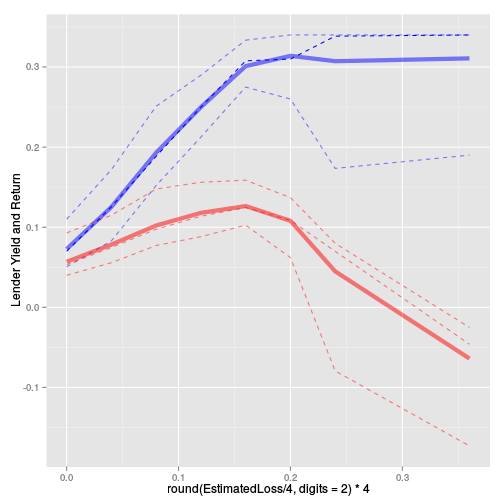 Lender Yield and Return
0.3
0.2
0.1
0.0
-0.1
0.0 0.1 0.2 0.3
round(EstimatedLoss/4, digits = 2) * 4